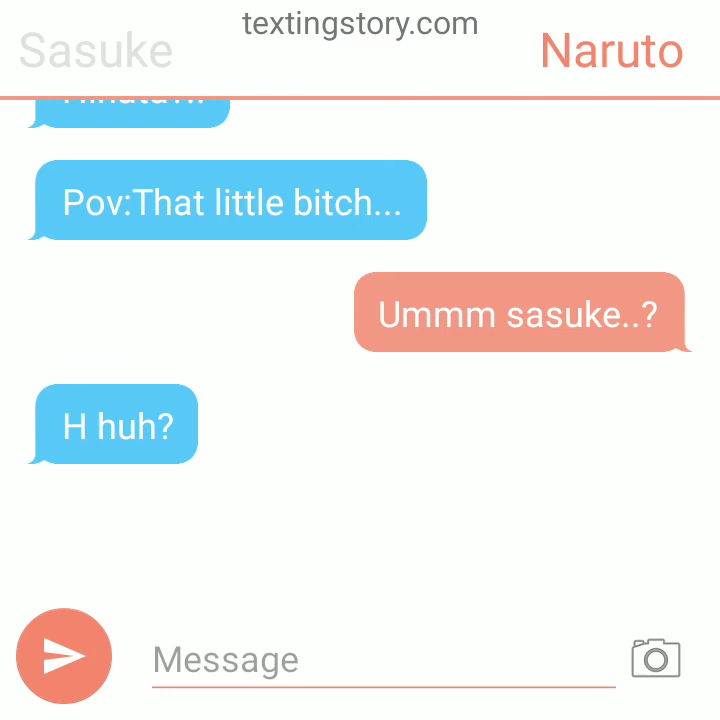 textingstory.com
Sasuke
Naruto
Pov:That little bitch...
Ummm sasuke..?
H huh?
Message